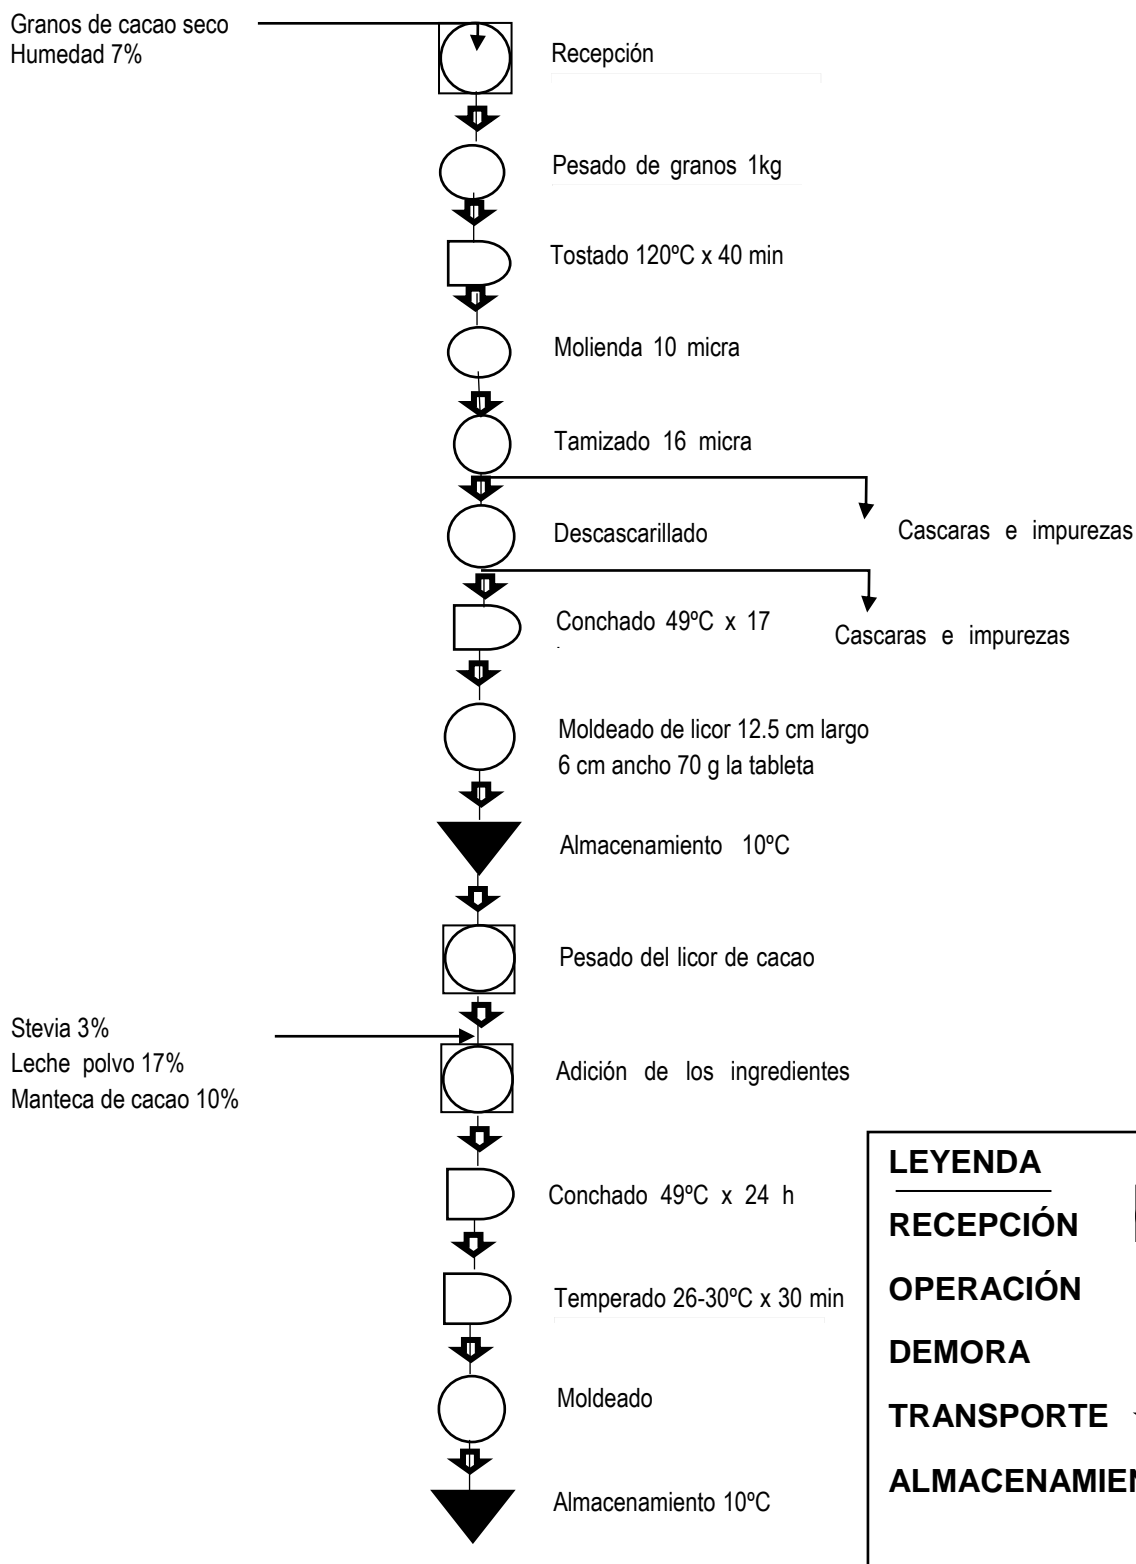 Granos de cacao seco
Humedad 7%
Recepción
Pesado de granos 1kg
Tostado 120ºC x 40 min
Molienda 10 micra
Tamizado 16 micra
Descascarillado
Cascaras e impurezas
Conchado 49ºC x 17
Cascaras e impurezas
Moldeado de licor 12.5 cm largo
6 cm ancho 70 g la tableta
Almacenamiento 10ºC
Pesado del licor de cacao
Stevia 3%
Leche polvo 17%
Manteca de cacao 10%
Adición de los ingredientes
Conchado 49ºC x 24 h
Temperado 26-30ºC x 30 min
Moldeado
Almacenamiento 10ºC
LEYENDA
RECEPCIÓN
OPERACIÓN
DEMORA
TRANSPORTE
ALMACENAMIEN